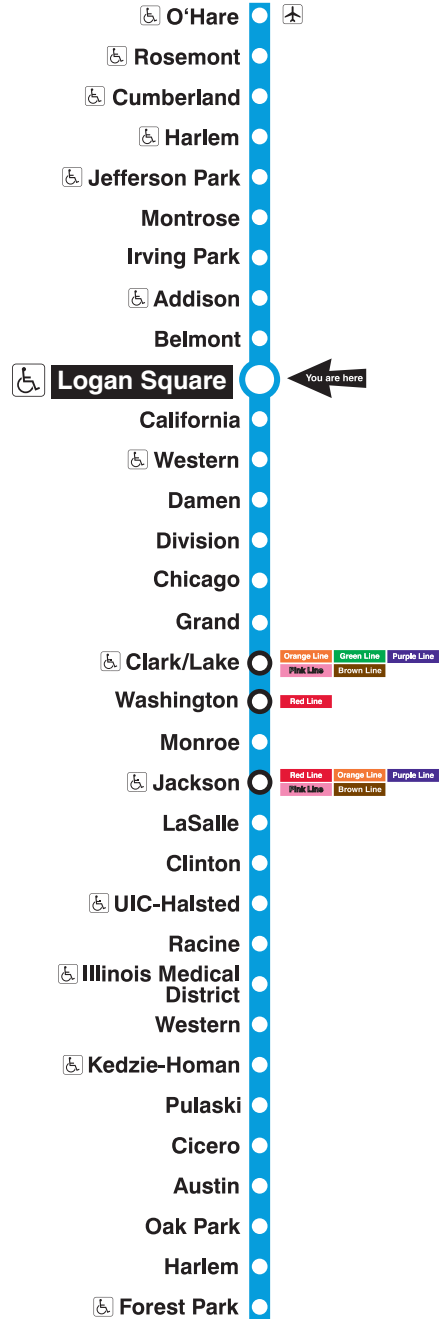 O‘Hare
Rosemont
Cumberland
Harlem
Jefferson Park
Montrose
Irving Park
Addison
Belmont
Logan Square
You are here
California
Western
Damen
Division
Chicago
Grand
Clark/Lake
Orange Line Green Line Purple Line
Pink Line Brown Line
Washington
Red Line
Monroe
Jackson
Red Line Orange Line Purple Line
Pink Line Brown Line
LaSalle
Clinton
UIC-Halsted
Racine
Illinois Medical
District
Western
Kedzie-Homan
Pulaski
Cicero
Austin
Oak Park
Harlem
Forest Park